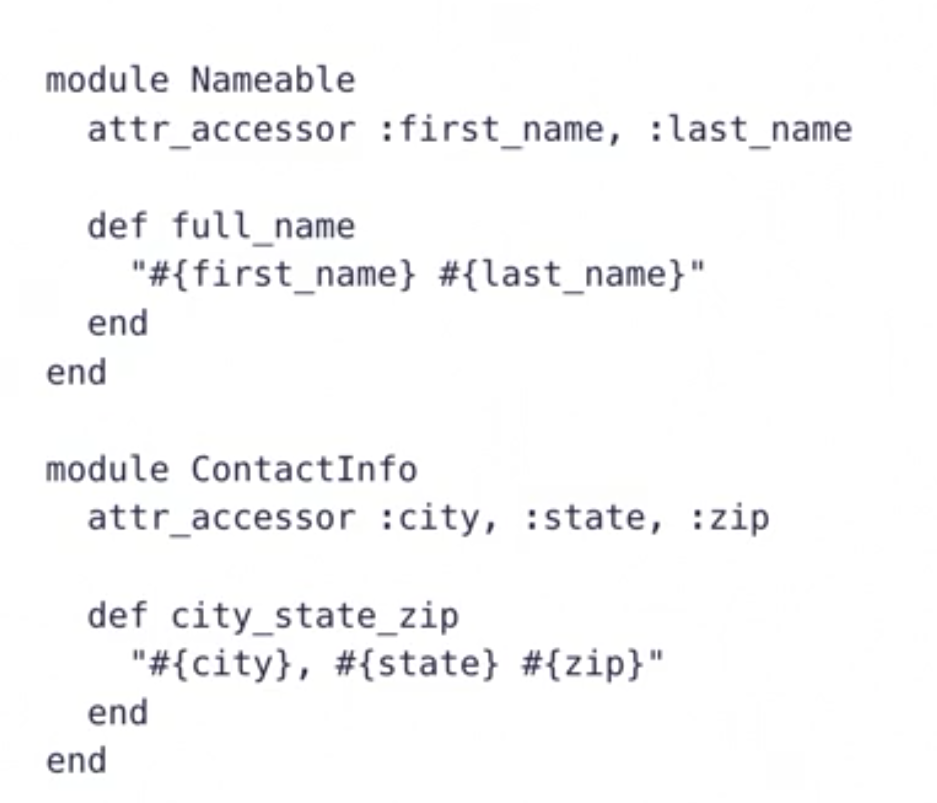 module Nameable
  attr_accessor :first_name, :last_name

  def full_name
    "#{first_name} #{last_name}"
  end
end

module ContactInfo
  attr_accessor :city, :state, :zip

  def city_state_zip
    "#{city}, #{state} #{zip}"
  end
end